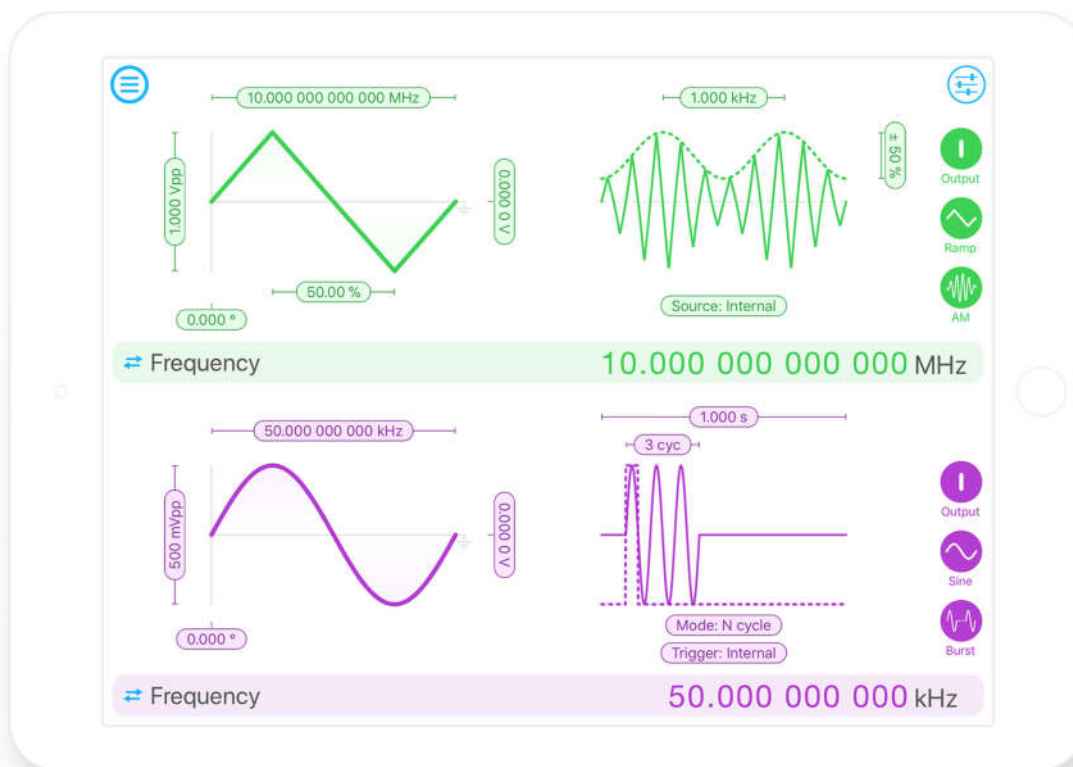 10.000 000 000 000 MHz
1.000 kHz
1.000 Vpp
0.000 0 V
± 50 %
Output
Ramp
50.00 %
Source: Internal
AM
0.000 °
Frequency
10.000 000 000 000 MHz
50.000 000 000 kHz
1.000 s
3 cyc
500 mVpp
0.000 0 V
Output
Sine
0.000 °
Mode: N cycle
Trigger: Internal
Burst
Frequency
50.000 000 000 kHz